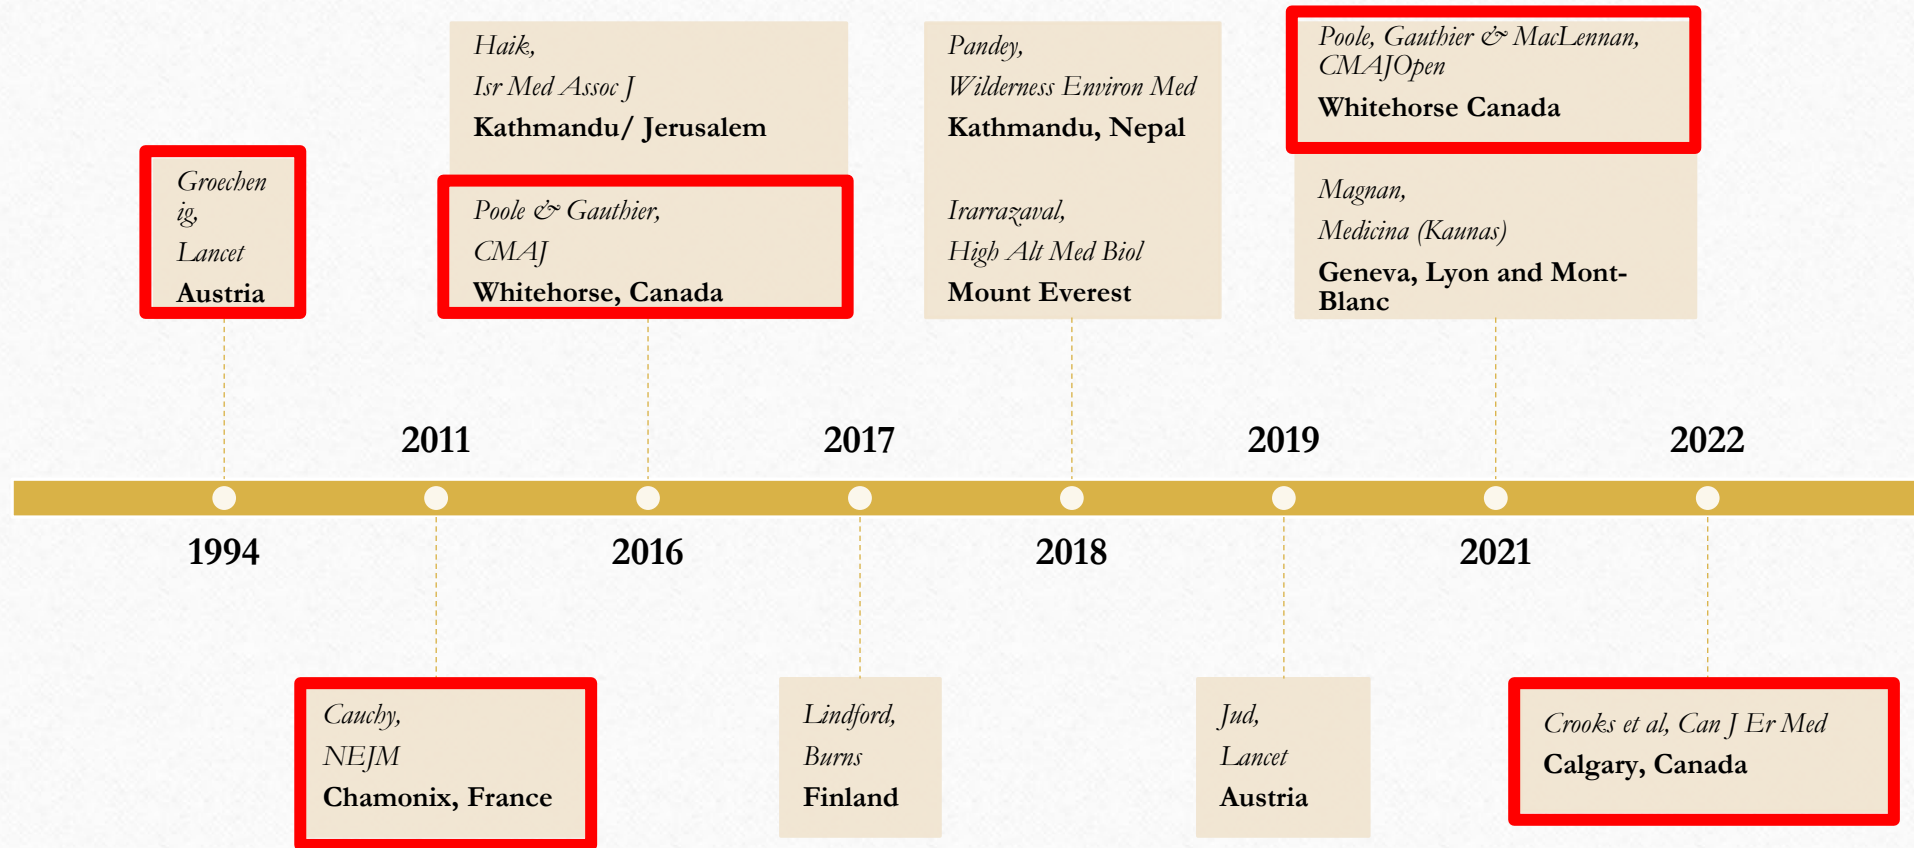 Haik,
Isr Med Assoc J
Kathmandu/ Jerusalem
Pandey,
Wilderness Environ Med
Kathmandu, Nepal
Poole, Gauthier & MacLennan,
CMAJOpen
Whitehorse Canada
Groechen
ig,
Lancet
Austria
Poole & Gauthier,
CMAJ
Whitehorse, Canada
Irarrazaval,
High Alt Med Biol
Mount Everest
Magnan,
Medicina (Kaunas)
Geneva, Lyon and Mont-
Blanc
2011
2017
2019
2022
1994
2016
2018
2021
Cauchy,
NEJM
Chamonix, France
Lindford,
Burns
Finland
Jud,
Lancet
Austria
Crooks et al, Can J Er Med
Calgary, Canada